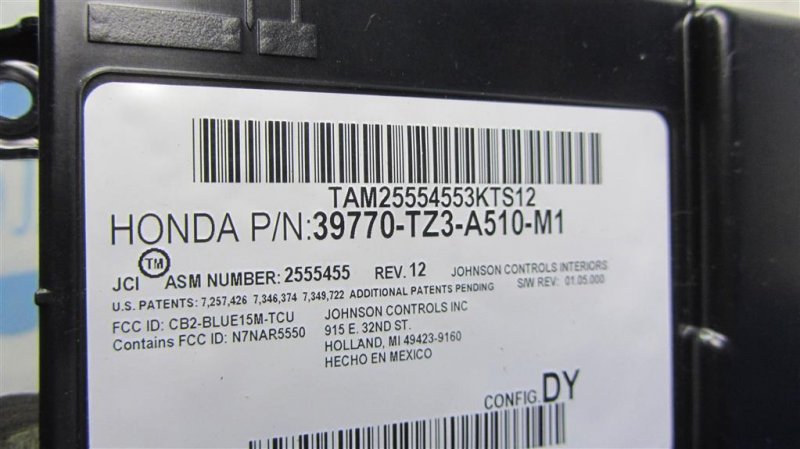 TAM25554553KTS12
HONDA P/N:39770-TZ3-A510-M1
JCI TM ASM NUMBER: 2555455 REV. 12 JOHNSON CONTROLS INTERIORS
S/W REV: 01.05.000
U.S. PATENTS: 7,257,426 7,346,374 7,349,722 ADDITIONAL PATENTS PENDING
FCC ID: CB2-BLUE15M-TCU
Contains FCC ID: N7NAR5550
JOHNSON CONTROLS INC
915 E. 32ND ST.
HOLLAND, MI 49423-9160
HECHO EN MEXICO
CONFIG. DY